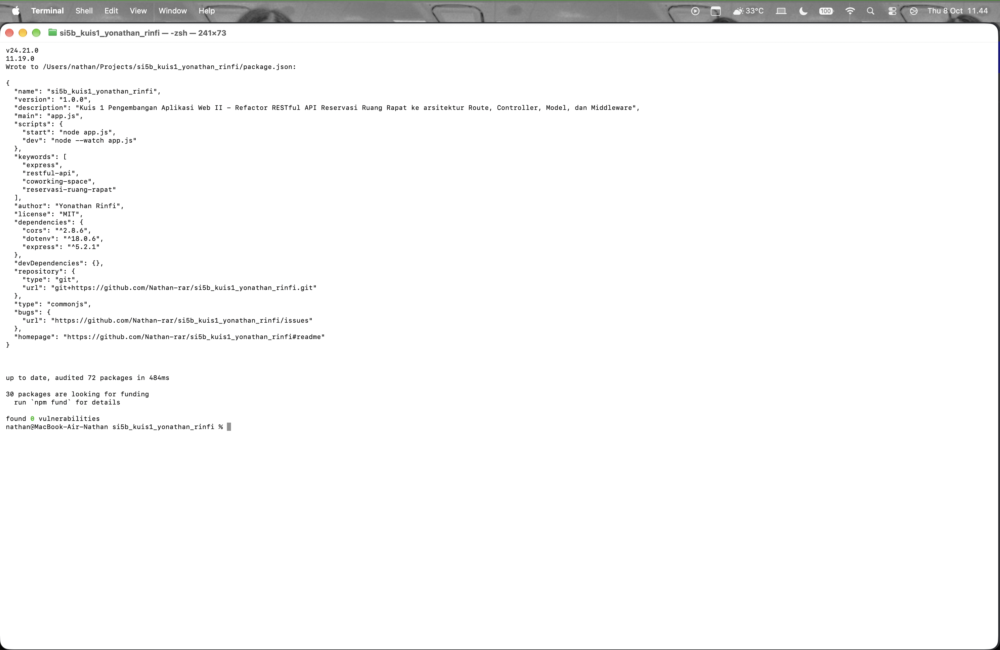 Terminal Shell Edit View Window Help 33°C 100 Thu 8 Oct 11.44
si5b_kuis1_yonathan_rinfi — -zsh — 241×73
v24.21.0
11.19.0
Wrote to /Users/nathan/Projects/si5b_kuis1_yonathan_rinfi/package.json:
{
"name": "si5b_kuis1_yonathan_rinfi",
"version": "1.0.0",
"description": "Kuis 1 Pengembangan Aplikasi Web II - Refactor RESTful API Reservasi Ruang Rapat ke arsitektur Route, Controller, Model, dan Middleware",
"main": "app.js",
"scripts": {
"start": "node app.js",
"dev": "node --watch app.js"
},
"keywords": [
"express",
"restful-api",
"coworking-space",
"reservasi-ruang-rapat"
],
"author": "Yonathan Rinfi",
"license": "MIT",
"dependencies": {
"cors": "^2.8.6",
"dotenv": "^18.0.6",
"express": "^5.2.1"
},
"devDependencies": {},
"repository": {
"type": "git",
"url": "git+https://github.com/Nathan-rar/si5b_kuis1_yonathan_rinfi.git"
},
"type": "commonjs",
"bugs": {
"url": "https://github.com/Nathan-rar/si5b_kuis1_yonathan_rinfi/issues"
},
"homepage": "https://github.com/Nathan-rar/si5b_kuis1_yonathan_rinfi#readme"
}
up to date, audited 72 packages in 484ms
30 packages are looking for funding
run `npm fund` for details
found 0 vulnerabilities
nathan@MacBook-Air-Nathan si5b_kuis1_yonathan_rinfi %